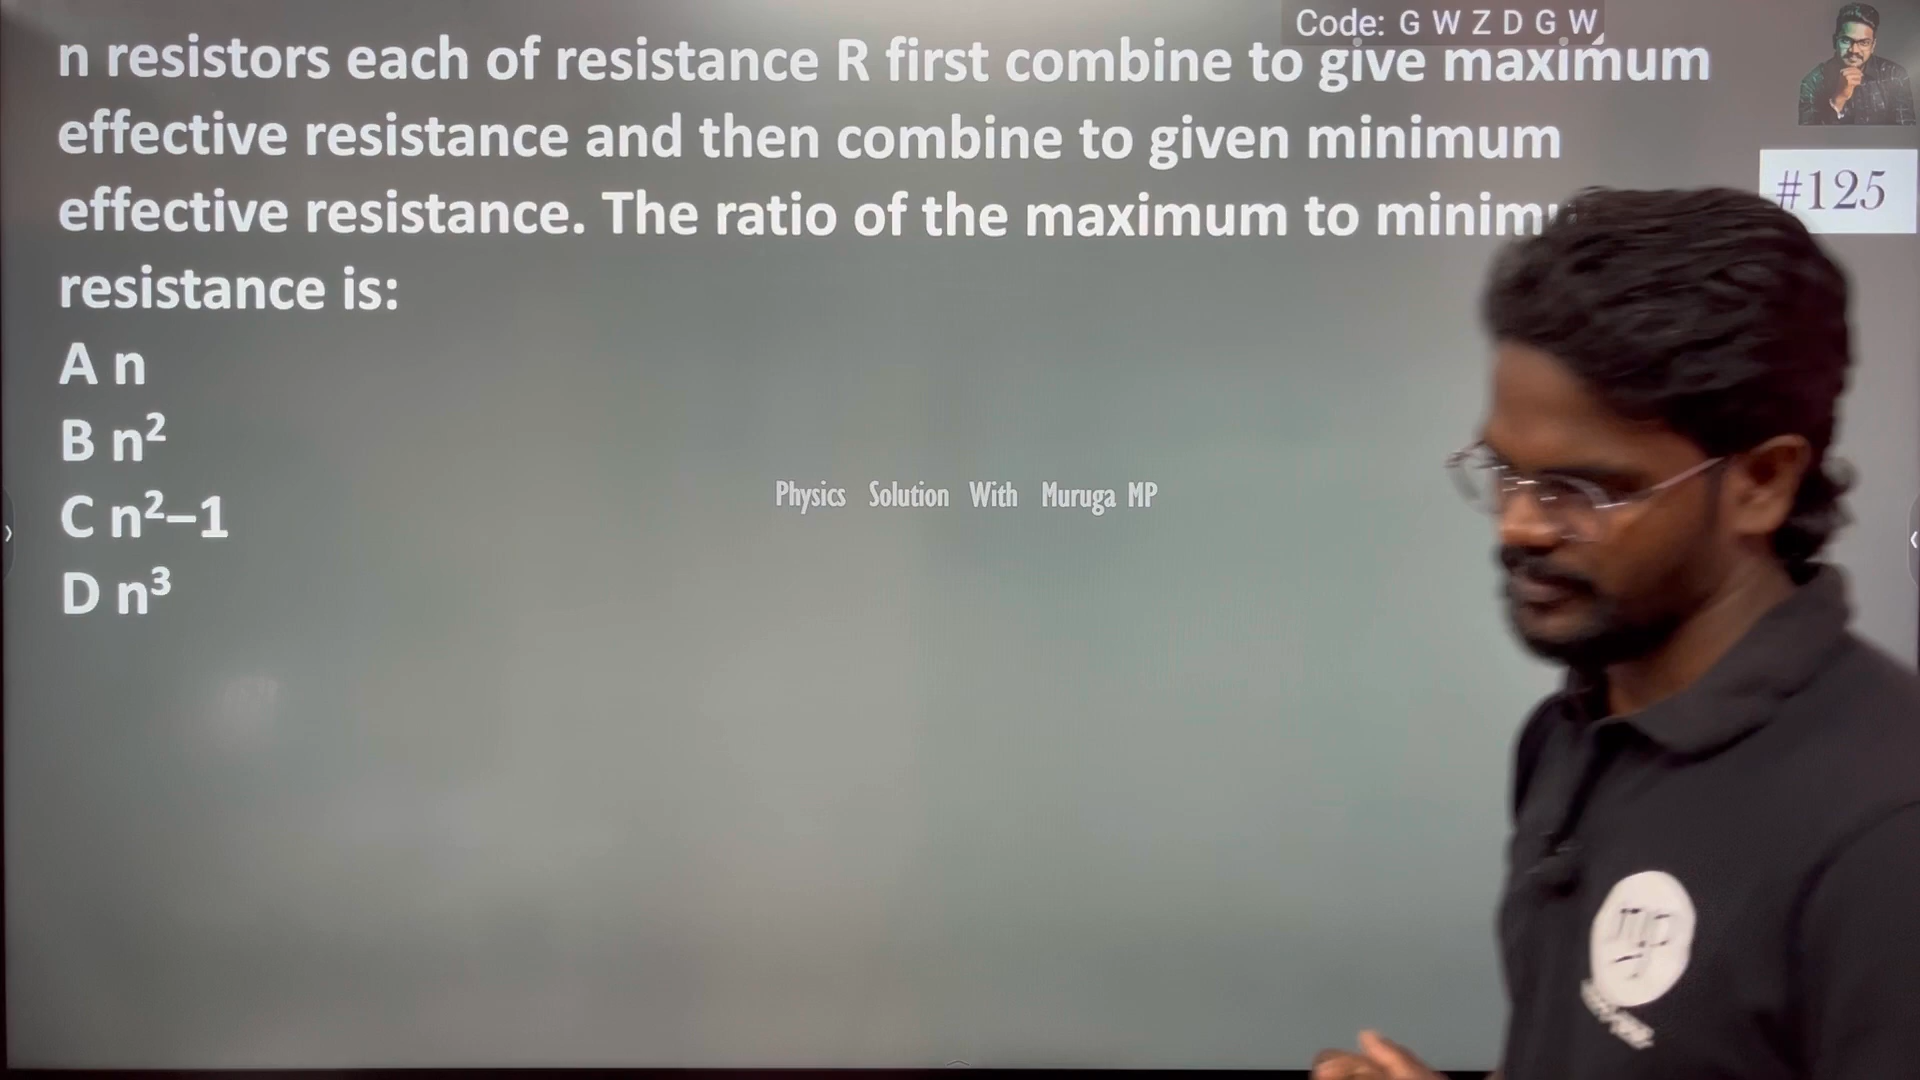 Code: G W Z D G W
n resistors each of resistance R first combine to give maximum
effective resistance and then combine to given minimum
effective resistance. The ratio of the maximum to
resistance is:
A n
B n²
C n²–1
D n³
#125
Physics Solution With Muruga MP
mp